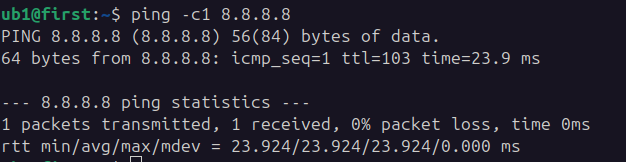 ub1@first:~$ ping -c1 8.8.8.8
PING 8.8.8.8 (8.8.8.8) 56(84) bytes of data.
64 bytes from 8.8.8.8: icmp_seq=1 ttl=103 time=23.9 ms

--- 8.8.8.8 ping statistics ---
1 packets transmitted, 1 received, 0% packet loss, time 0ms
rtt min/avg/max/mdev = 23.924/23.924/23.924/0.000 ms